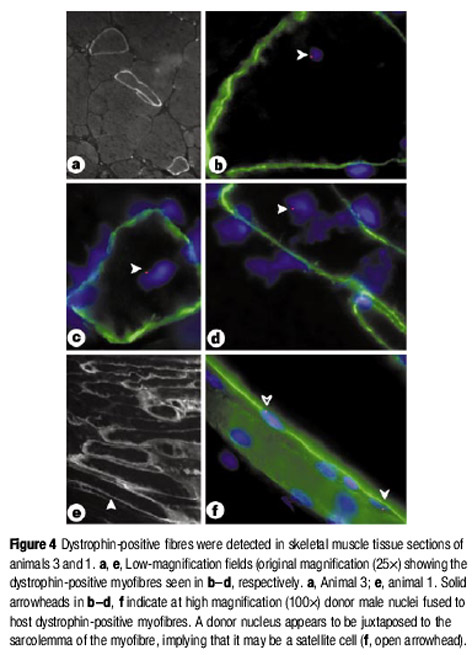 a
b
c
d
e
f
Figure 4 Dystrophin-positive fibres were detected in skeletal muscle tissue sections of
animals 3 and 1. a, e, Low-magnification fields (original magnification (25×) showing the
dystrophin-positive myofibres seen in b–d, respectively. a, Animal 3; e, animal 1. Solid
arrowheads in b–d, f indicate at high magnification (100×) donor male nuclei fused to
host dystrophin-positive myofibres. A donor nucleus appears to be juxtaposed to the
sarcolemma of the myofibre, implying that it may be a satellite cell (f, open arrowhead).